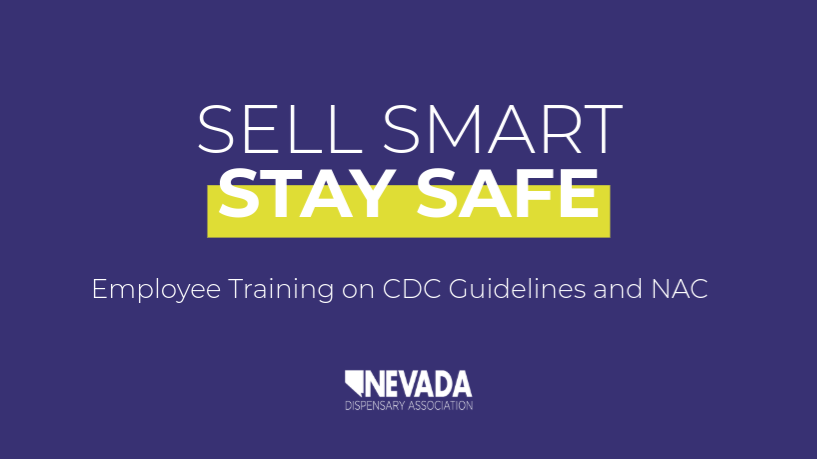 SELL SMART
STAY SAFE
Employee Training on CDC Guidelines and NAC
NEVADA
DISPENSARY ASSOCIATION